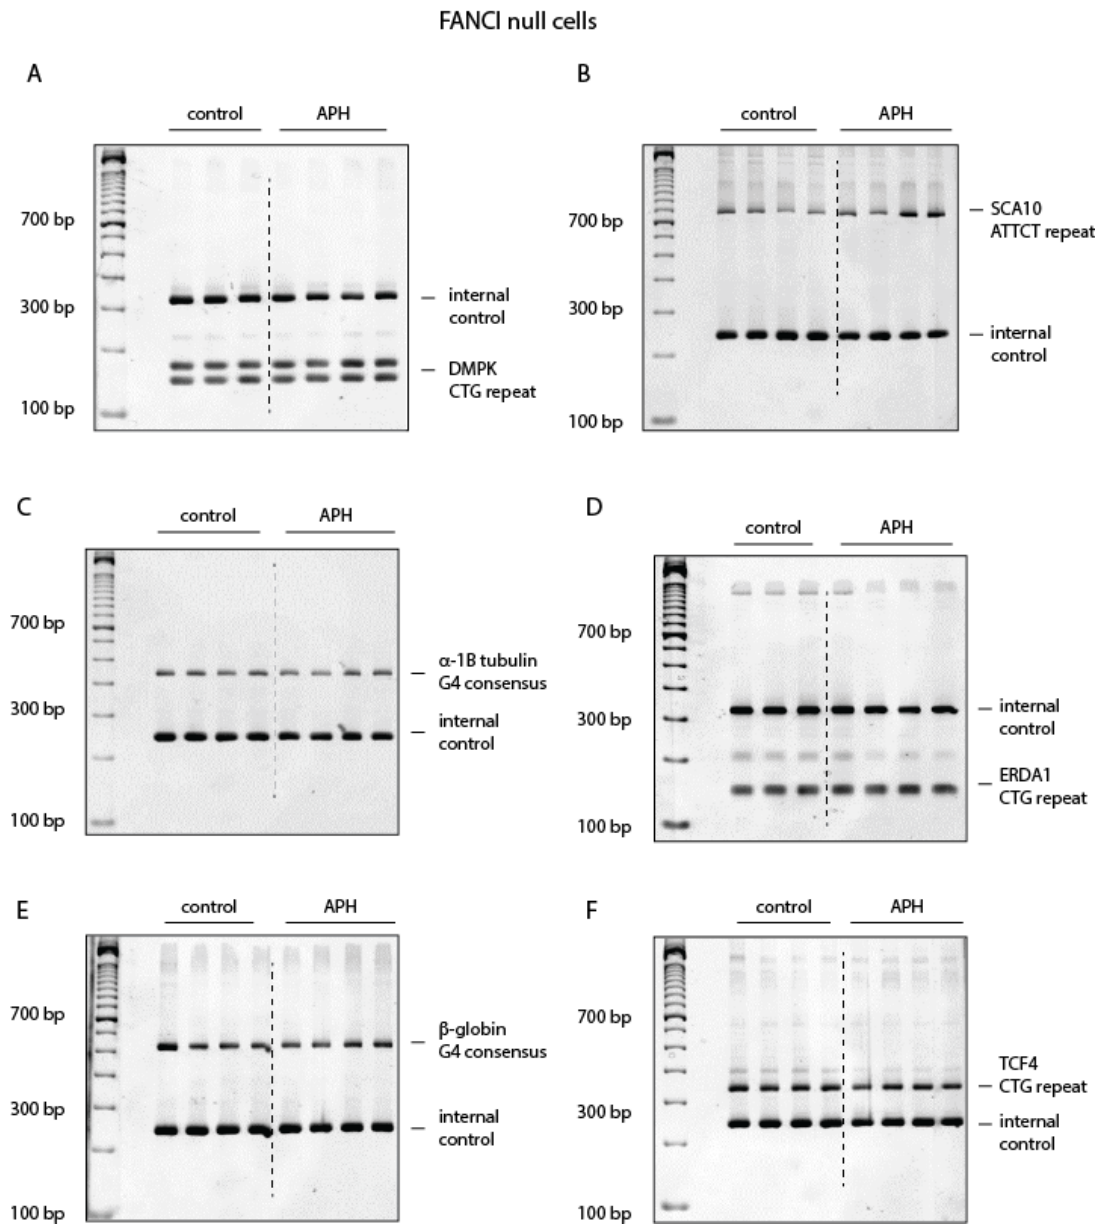 FANCI null cells
A
control
APH
700 bp
300 bp
100 bp
internal
control
DMPK
CTG repeat
B
control
APH
700 bp
300 bp
100 bp
SCA10
ATTCT repeat
internal
control
C
control
APH
700 bp
300 bp
100 bp
α-1B tubulin
G4 consensus
internal
control
D
control
APH
700 bp
300 bp
100 bp
internal
control
ERDA1
CTG repeat
E
control
APH
700 bp
300 bp
100 bp
β-globin
G4 consensus
internal
control
F
control
APH
700 bp
300 bp
100 bp
TCF4
CTG repeat
internal
control